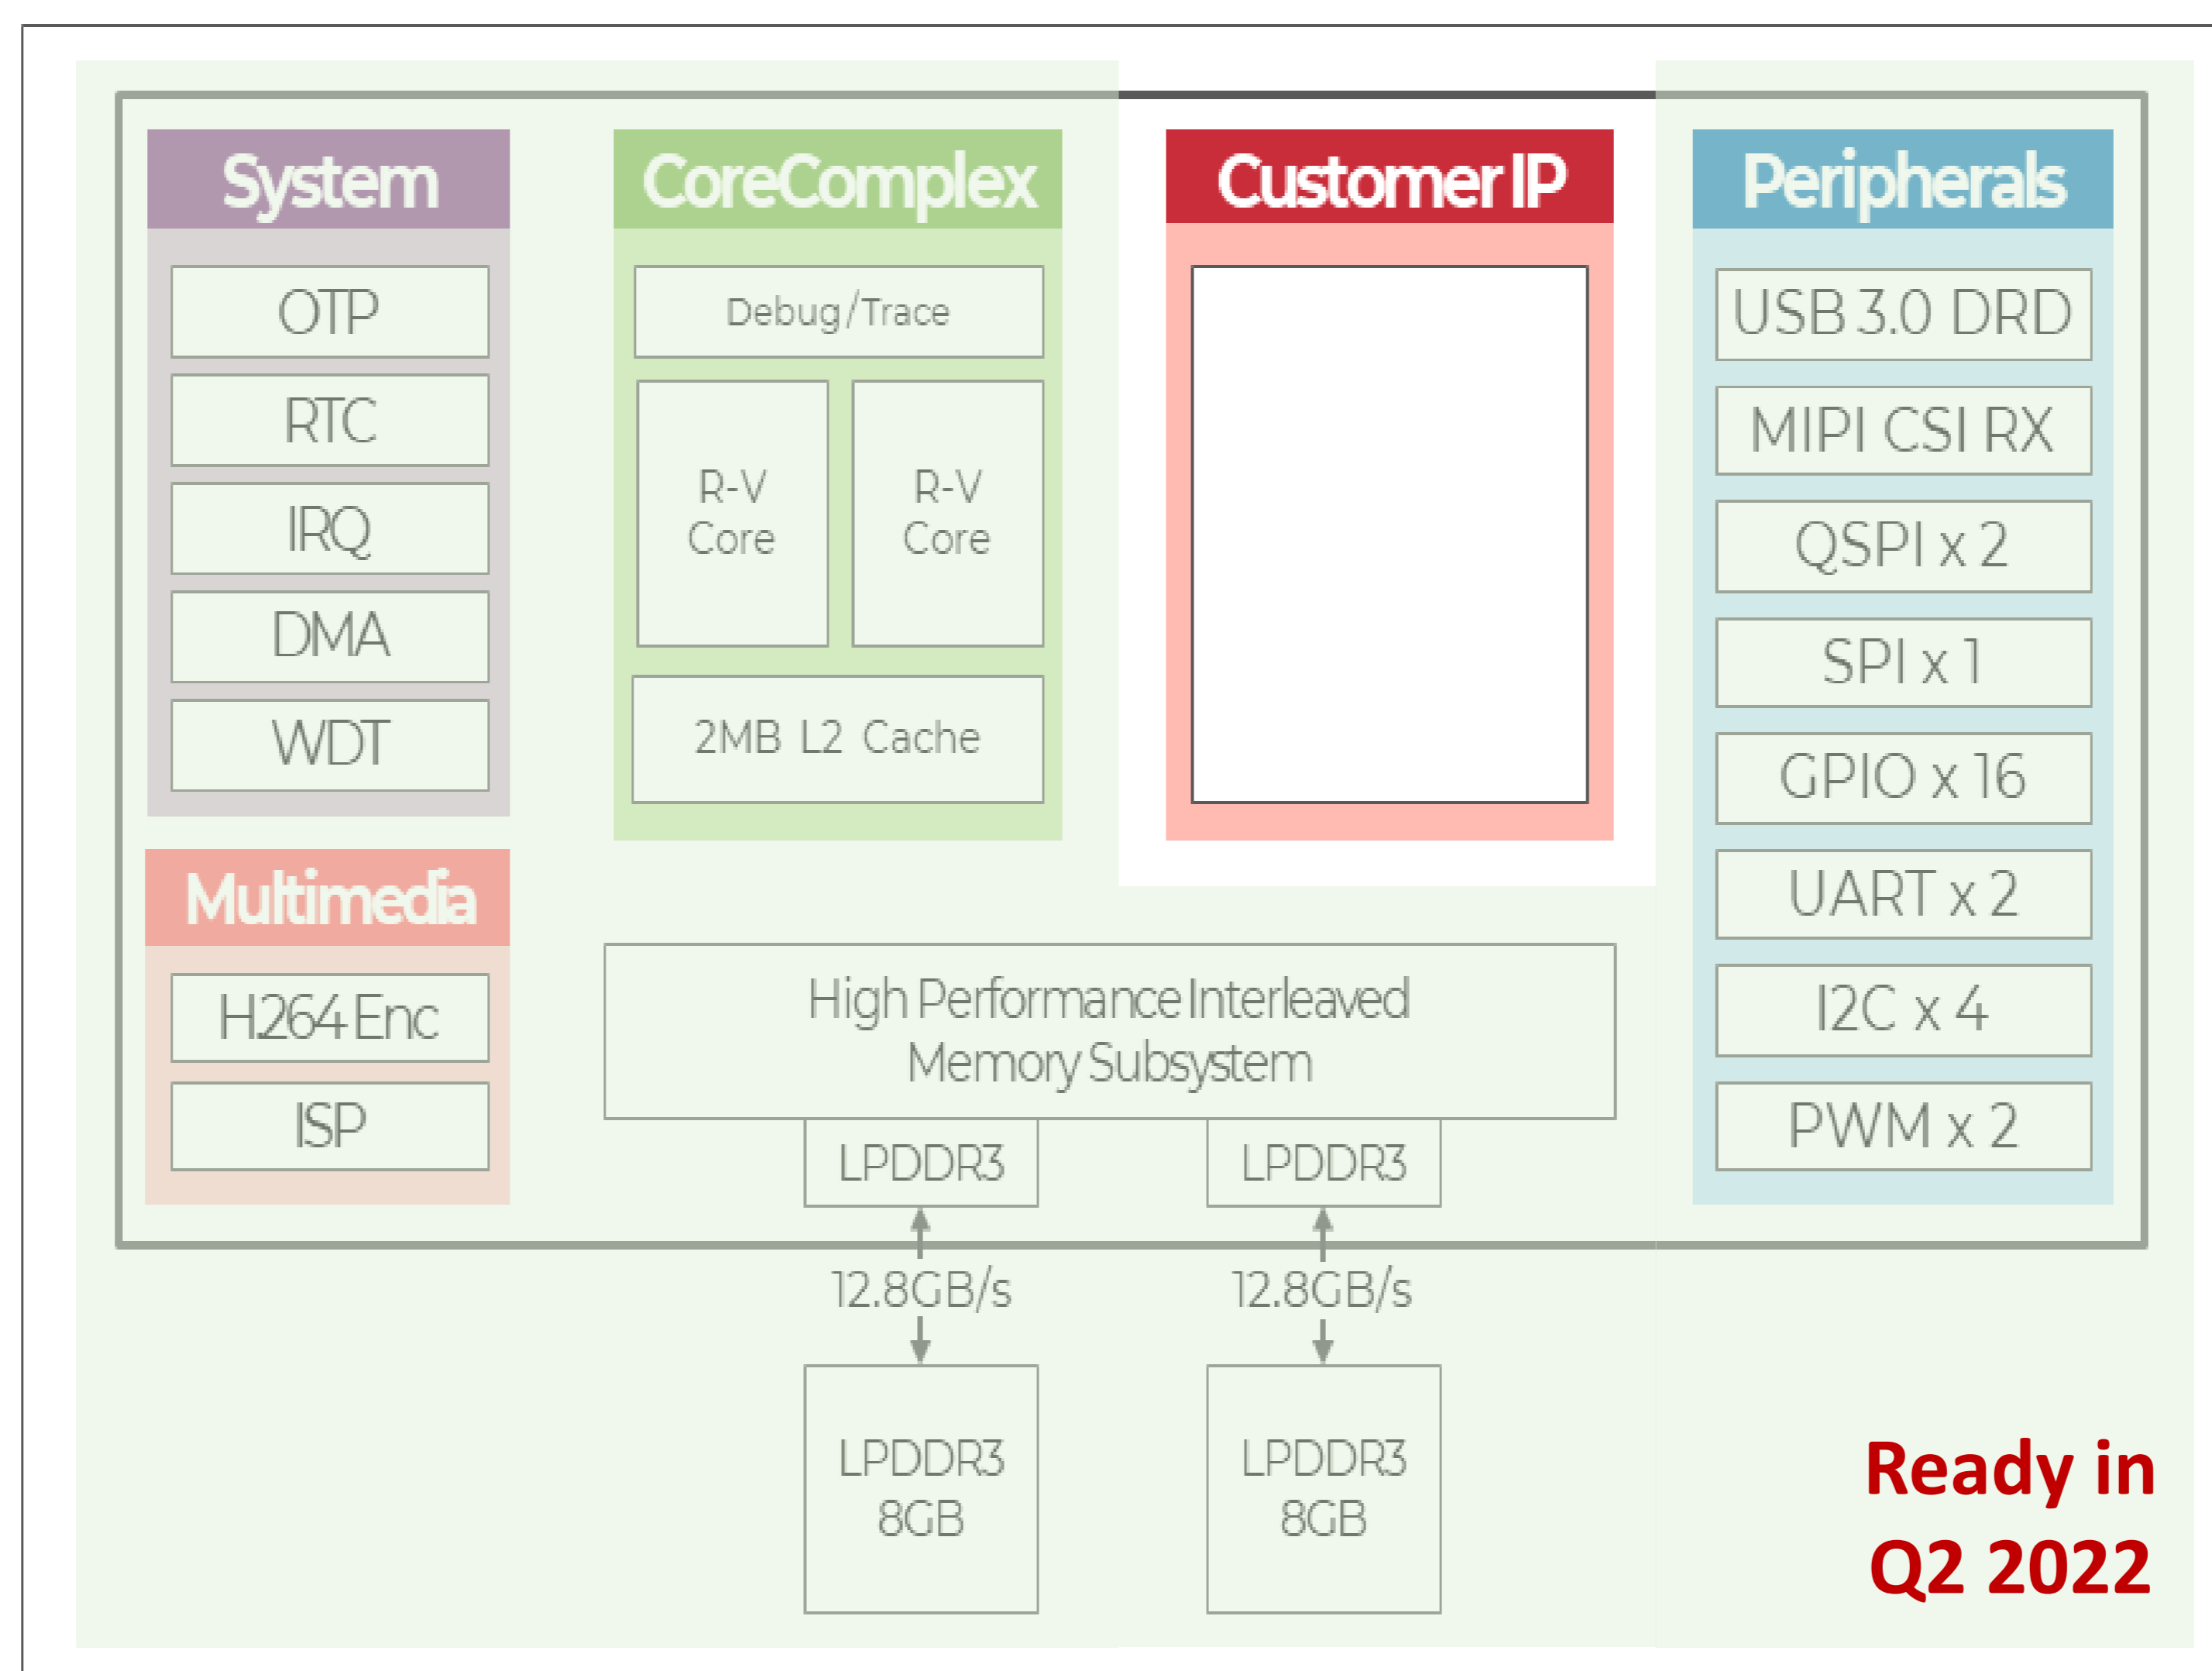 System
OTP
RTC
IRQ
DMA
WDT
Multimedia
H.264 Enc
ISP
CoreComplex
Debug/Trace
R-V
Core
R-V
Core
2MB L2 Cache
Customer IP
High Performance Interleaved
Memory Subsystem
LPDDR3
LPDDR3
12.8GB/s
12.8GB/s
LPDDR3
8GB
LPDDR3
8GB
Peripherals
USB 3.0 DRD
MIPI CSI RX
QSPI x 2
SPI x 1
GPIO x 16
UART x 2
I2C x 4
PWM x 2
Ready in
Q2 2022